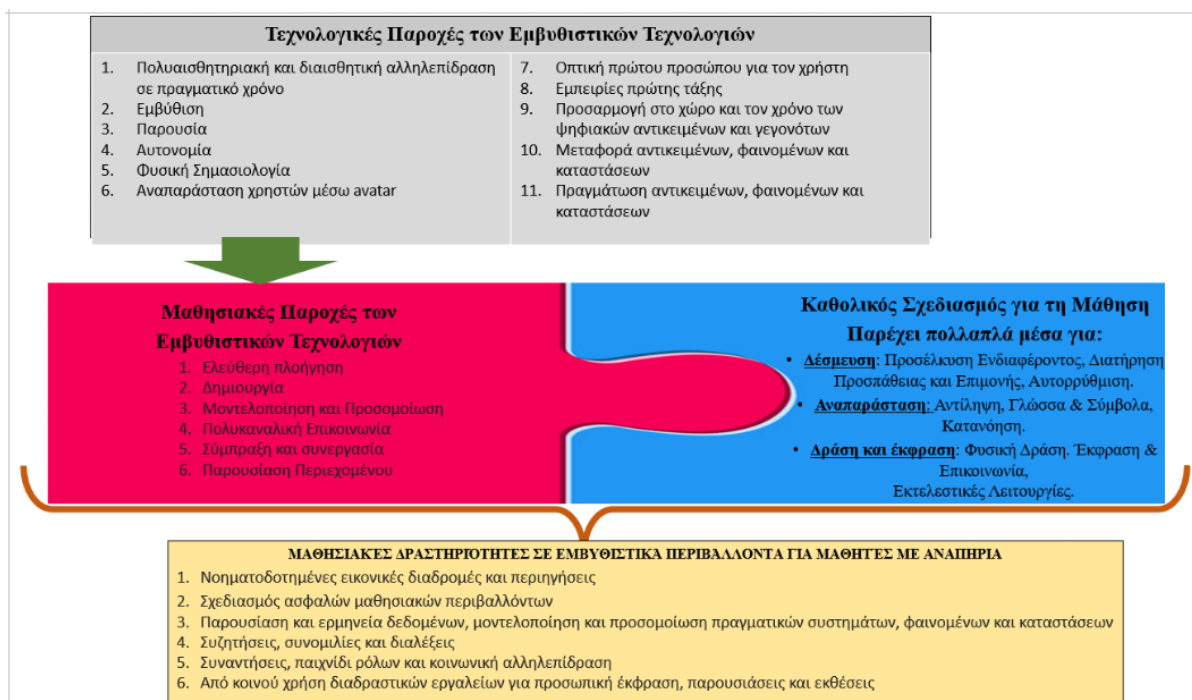 Τεχνολογικές Παροχές των Εμβυθιστικών Τεχνολογιών
1. Πολυαισθητηριακή και διαισθητική αλληλεπίδραση
σε πραγματικό χρόνο
2. Εμβύθιση
3. Παρουσία
4. Αυτονομία
5. Φυσική Σημασιολογία
6. Αναπαράσταση χρηστών μέσω avatar
7. Οπτική πρώτου προσώπου για τον χρήστη
8. Εμπειρίες πρώτης τάξης
9. Προσαρμογή στο χώρο και τον χρόνο των
ψηφιακών αντικειμένων και γεγονότων
10. Μεταφορά αντικειμένων, φαινομένων και
καταστάσεων
11. Πραγμάτωση αντικειμένων, φαινομένων και
καταστάσεων
Μαθησιακές Παροχές των
Εμβυθιστικών Τεχνολογιών
1. Ελεύθερη πλοήγηση
2. Δημιουργία
3. Μοντελοποίηση και Προσομοίωση
4. Πολυκαναλική Επικοινωνία
5. Σύμπραξη και συνεργασία
6. Παρουσίαση Περιεχομένου
Καθολικός Σχεδιασμός για τη Μάθηση
Παρέχει πολλαπλά μέσα για:
• Δέσμευση: Προσέλκυση Ενδιαφέροντος, Διατήρηση
Προσπάθειας και Επιμονής, Αυτορρύθμιση.
• Αναπαράσταση: Αντίληψη, Γλώσσα & Σύμβολα,
Κατανόηση.
• Δράση και έκφραση: Φυσική Δράση. Έκφραση &
Επικοινωνία,
Εκτελεστικές Λειτουργίες.
ΜΑΘΗΣΙΑΚΈΣ ΔΡΑΣΤΗΡΙΌΤΗΤΕΣ ΣΕ ΕΜΒΥΘΙΣΤΙΚΆ ΠΕΡΙΒΆΛΛΟΝΤΑ ΓΙΑ ΜΑΘΗΤΈΣ ΜΕ ΑΝΑΠΗΡΊΑ
1. Νοηματοδοτημένες εικονικές διαδρομές και περιηγήσεις
2. Σχεδιασμός ασφαλών μαθησιακών περιβαλλόντων
3. Παρουσίαση και ερμηνεία δεδομένων, μοντελοποίηση και προσομοίωση πραγματικών συστημάτων, φαινομένων και καταστάσεων
4. Συζητήσεις, συνομιλίες και διαλέξεις
5. Συναντήσεις, παιχνίδι ρόλων και κοινωνική αλληλεπίδραση
6. Από κοινού χρήση διαδραστικών εργαλείων για προσωπική έκφραση, παρουσιάσεις και εκθέσεις